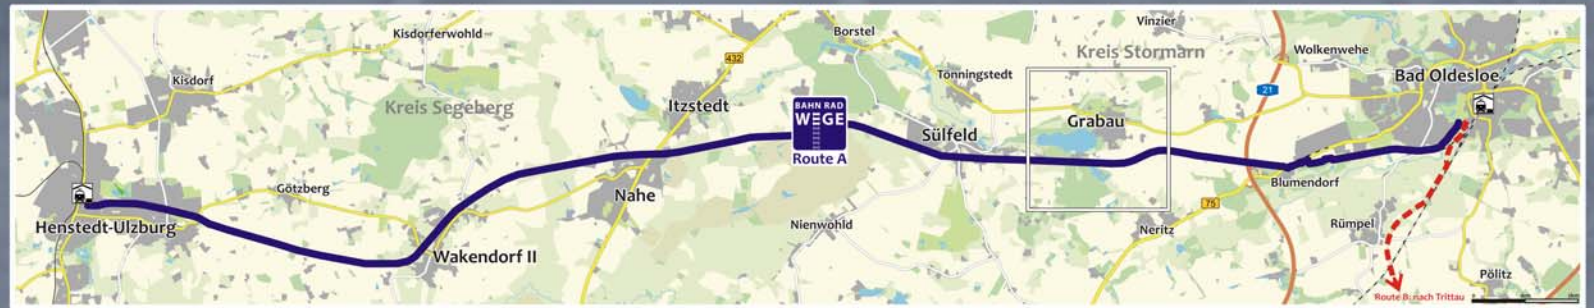 Vinzier
Kisdorferwohld
Borstel
Kreis Stormarn
Wolkenwehe
432
Tönningstedt
Bad Oldesloe
Kisdorf
21
Kreis Segeberg
Itzstedt
BAHN RAD
WEGE
Route A
Grabau
Sülfeld
Götzberg
Nahe
Blumendorf
75
Henstedt-Ulzburg
Nienwohld
Neritz
Rümpel
Wakendorf II
Pölitz
Route B: nach Trittau